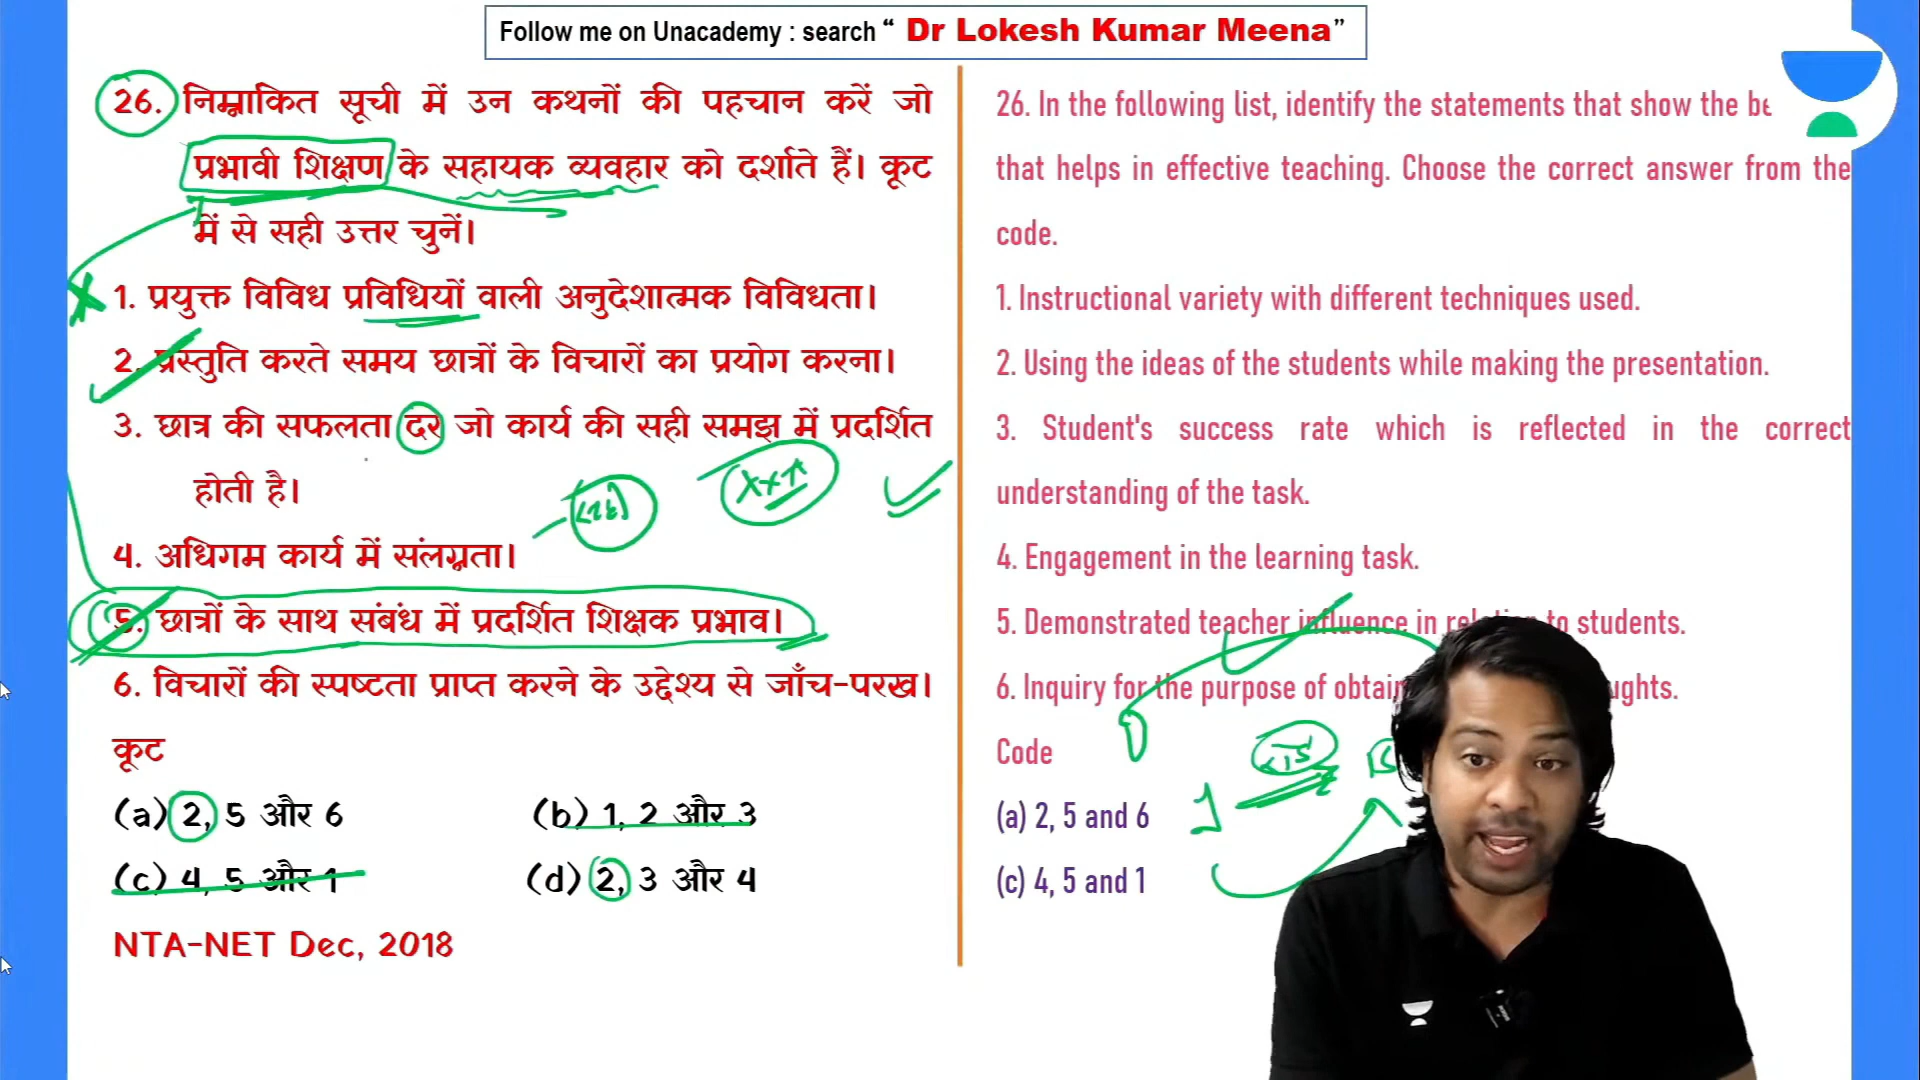 Follow me on Unacademy : search “ Dr Lokesh Kumar Meena”
26. निम्नांकित सूची में उन कथनों की पहचान करें जो
प्रभावी शिक्षण के सहायक व्यवहार को दर्शाते हैं। कूट
में से सही उत्तर चुनें।
1. प्रयुक्त विविध प्रविधियों वाली अनुदेशात्मक विविधता।
2. प्रस्तुति करते समय छात्रों के विचारों का प्रयोग करना।
3. छात्र की सफलता दर जो कार्य की सही समझ में प्रदर्शित
होती है।
4. अधिगम कार्य में संलग्नता।
5. छात्रों के साथ संबंध में प्रदर्शित शिक्षक प्रभाव।
6. विचारों की स्पष्टता प्राप्त करने के उद्देश्य से जाँच-परख।
कूट
(a) 2, 5 और 6 (b) 1, 2 और 3
(c) 4, 5 और 1 (d) 2, 3 और 4
NTA-NET Dec, 2018
26. In the following list, identify the statements that show the
that helps in effective teaching. Choose the correct answer from the
code.
1. Instructional variety with different techniques used.
2. Using the ideas of the students while making the presentation.
3. Student's success rate which is reflected in the correct
understanding of the task.
4. Engagement in the learning task.
5. Demonstrated teacher influence in relation to students.
6. Inquiry for the purpose of
Code
(a) 2, 5 and 6
(c) 4, 5 and 1